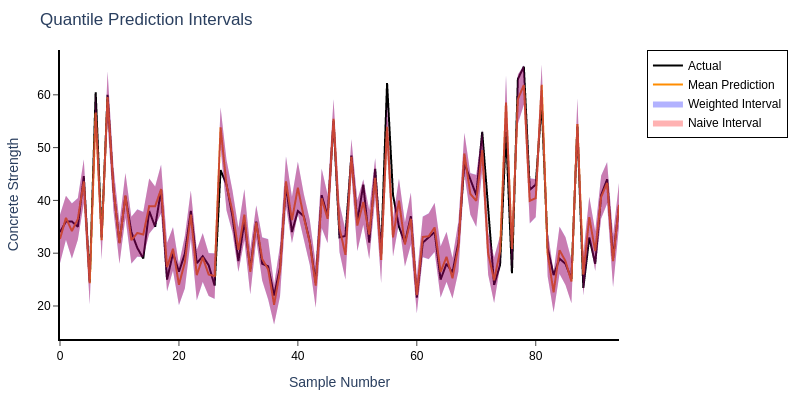 Quantile Prediction Intervals
Actual
Mean Prediction
Weighted Interval
Naive Interval
Concrete Strength
60
50
40
30
20
0 20 40 60 80
Sample Number